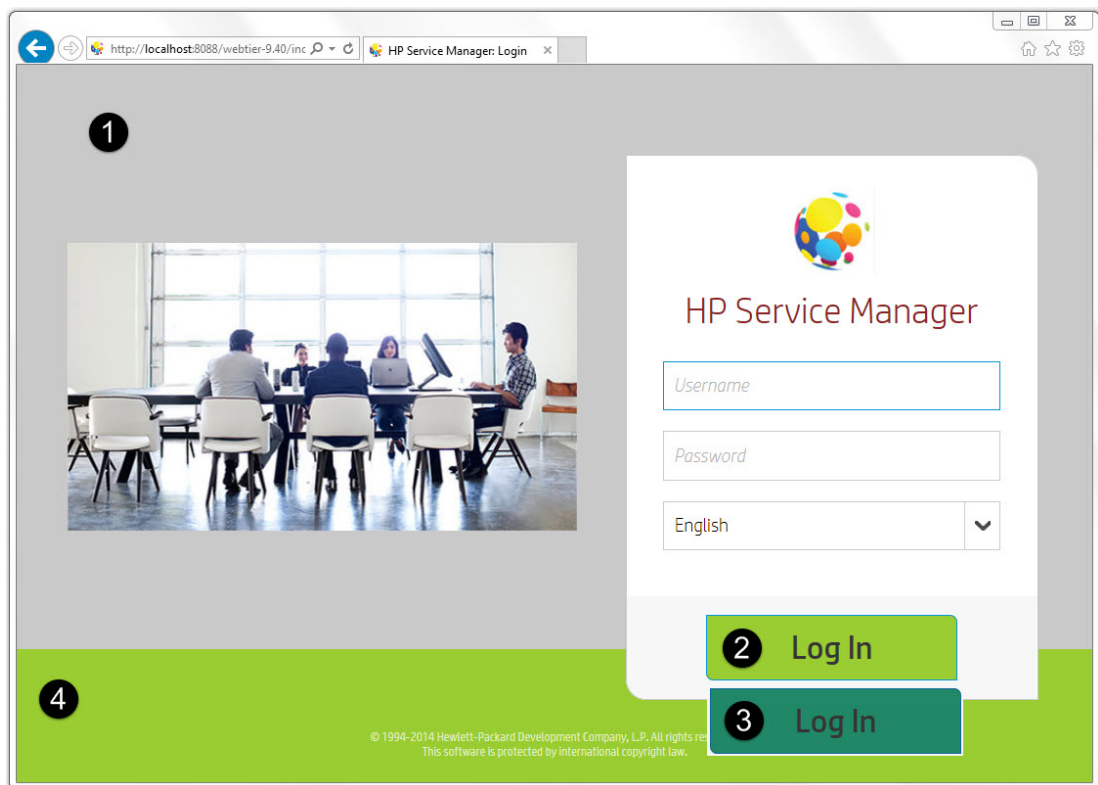 http://localhost:8088/webtier-9.40/inc
HP Service Manager: Login
1
HP Service Manager
Username
Password
English
2 Log In
3 Log In
4
© 1994-2014 Hewlett-Packard Development Company, L.P. All rights
This software is protected by international copyright law.